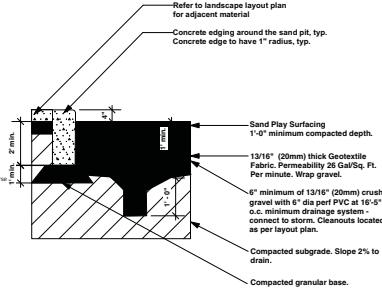 Refer to landscape layout plan
for adjacent material
Concrete edging around the sand pit, typ.
Concrete edge to have 1" radius, typ.
4"
2' min.
1' min.
1' min.
1' - 0"
Sand Play Surfacing
1'-0" minimum compacted depth.
13/16" (20mm) thick Geotextile
Fabric. Permeability 26 Gal/Sq. Ft.
Per minute. Wrap gravel.
6" minimum of 13/16" (20mm) crush
gravel with 6" dia perf PVC at 16'-5"
o.c. minimum drainage system -
connect to storm. Cleanouts located
as per layout plan.
Compacted subgrade. Slope 2% to
drain.
Compacted granular base.